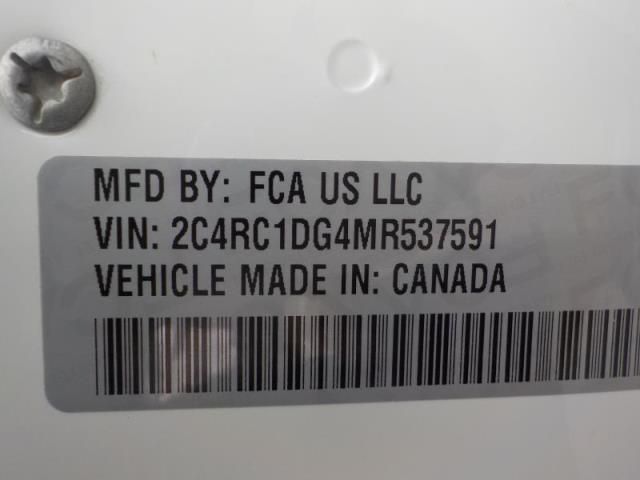 MFD BY: FCA US LLC
VIN: 2C4RC1DG4MR537591
VEHICLE MADE IN: CANADA